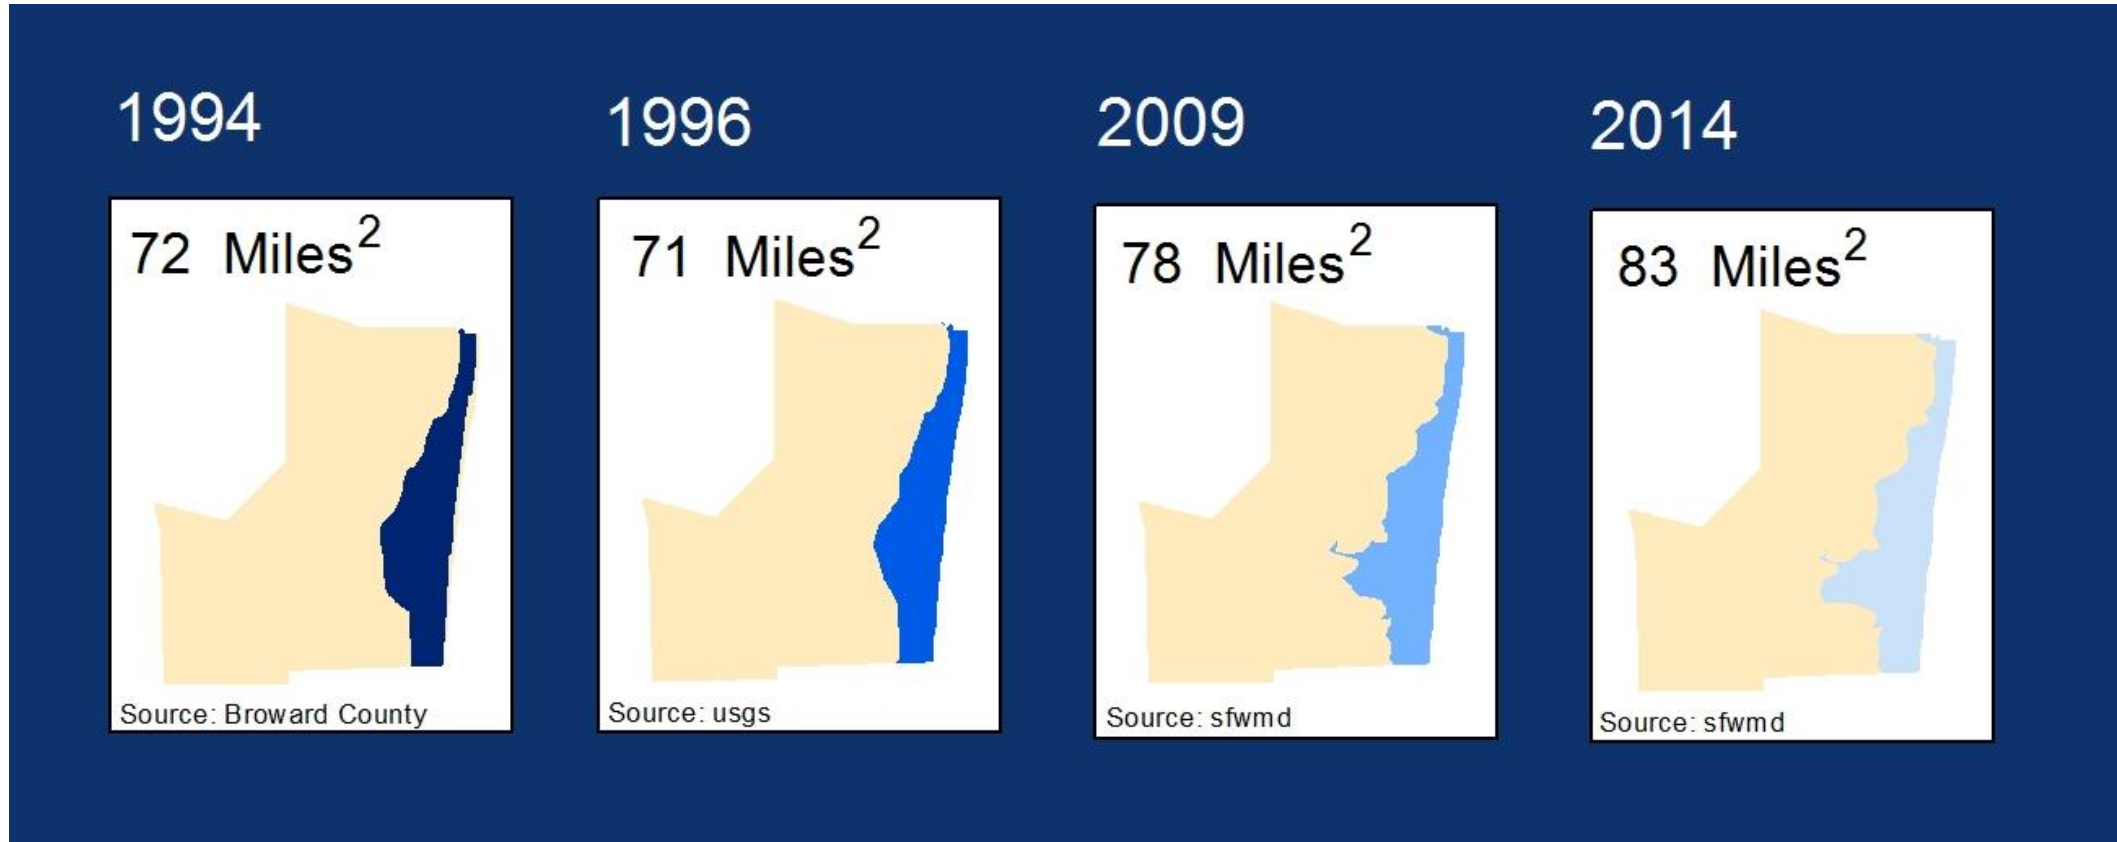 1994
72 Miles²
Source: Broward County
1996
71 Miles²
Source: usgs
2009
78 Miles²
Source: sfwmd
2014
83 Miles²
Source: sfwmd